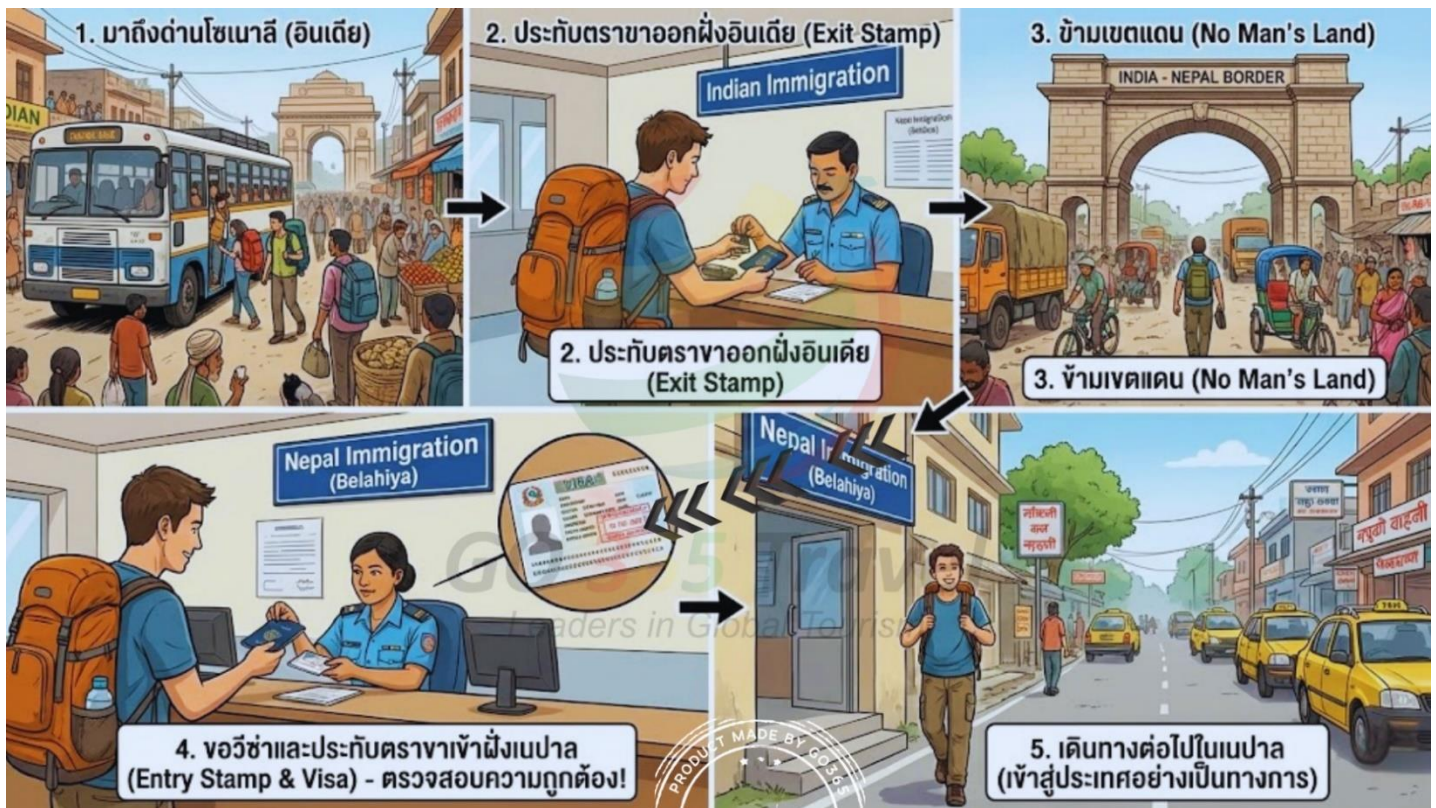 1. มาถึงด่านโซเนาลี (อินเดีย)
DIAN
2. ประทับตราขาออกฝั่งอินเดีย (Exit Stamp)
Indian Immigration
Nepal Immigration
2. ประทับตราขาออกฝั่งอินเดีย
(Exit Stamp)
3. ข้ามเขตแดน (No Man's Land)
INDIA - NEPAL BORDER
3. ข้ามเขตแดน (No Man's Land)
Nepal Immigration
(Belahiya)
VISA
4. ขอวีซ่าและประทับตราขาเข้าฝั่งเนปาล
(Entry Stamp & Visa) - ตรวจสอบความถูกต้อง!
Nepal Immigration
(Belahiya)
5. เดินทางต่อไปในเนปาล
(เข้าสู่ประเทศอย่างเป็นทางการ)
GO365 Travel
Leaders in Global Tourism
PRODUCT MADE BY GO365